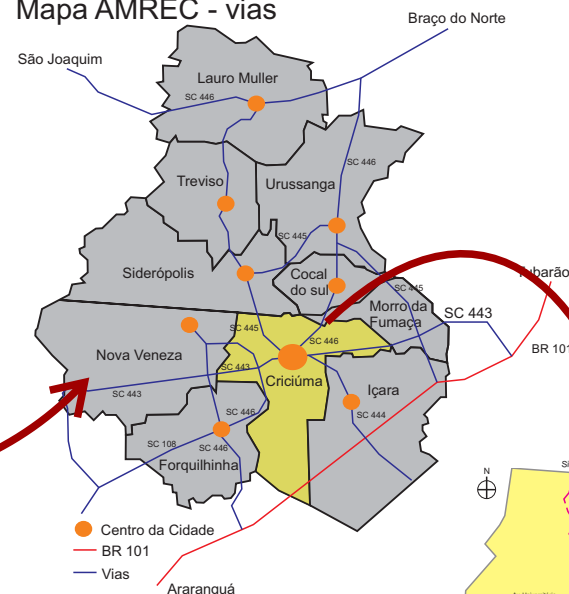 Mapa AMREC - vias
Braço do Norte
São Joaquim
Lauro Muller
SC 446
SC 446
Treviso
Urussanga
SC 445
Siderópolis
Cocal
do sul
SC 445
Tubarão
Morro da
Fumaça
SC 443
SC 445
SC 446
BR 101
Nova Veneza
SC 443
Criciúma
Içara
SC 443
SC 446
SC 444
SC 108
SC 446
Forquilhinha
N
Centro da Cidade
BR 101
Vias
Araranguá